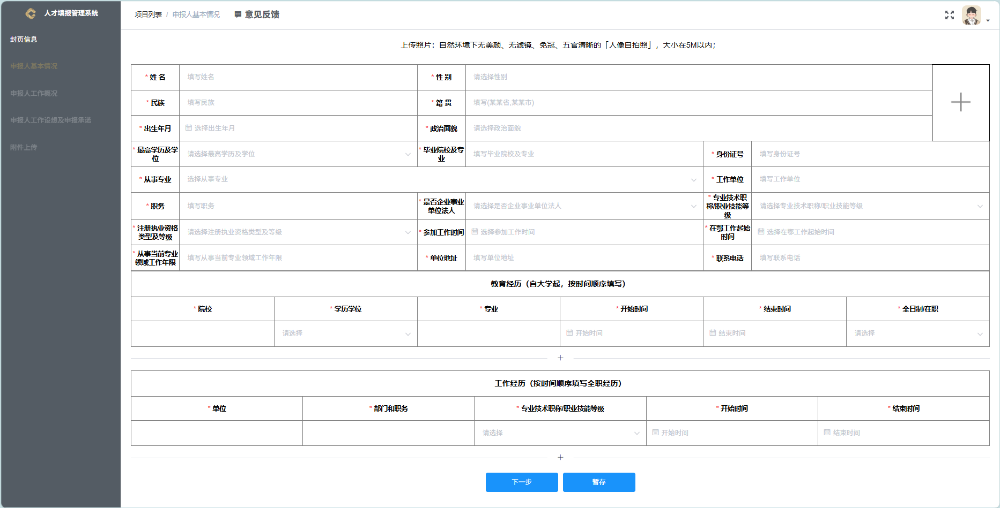 人才填报管理系统
项目列表 / 申报人基本情况 意见反馈
封页信息
申报人基本情况
申报人工作概况
申报人工作设想及申报承诺
附件上传
上传照片：自然环境下无美颜、无滤镜、免冠、五官清晰的「人像自拍照」，大小在5M以内；
* 姓 名 填写姓名 * 性 别 请选择性别
* 民族 填写民族 * 籍 贯 填写(某某省,某某市)
* 出生年月 选择出生年月 * 政治面貌 请选择政治面貌
* 最高学历及学
位
请选择最高学历及学位
* 毕业院校及专
业
填写毕业院校及专业
* 身份证号 填写身份证号
* 从事专业 选择从事专业 * 工作单位 填写工作单位
* 职务 填写职务
* 是否企业事业
单位法人
请选择是否企业事业单位法人
* 专业技术职
称/职业技能等
级
请选择专业技术职称/职业技能等级
* 注册执业资格
类型及等级
请选择注册执业资格类型及等级
* 参加工作时间 选择参加工作时间
* 在鄂工作起始
时间
选择在鄂工作起始时间
* 从事当前专业
领域工作年限
填写从事当前专业领域工作年限
* 单位地址 填写单位地址 * 联系电话 填写联系电话
教育经历（自大学起，按时间顺序填写）
* 院校 * 学历学位 * 专业 * 开始时间 * 结束时间 * 全日制/在职
请选择 开始时间 结束时间 请选择
工作经历（按时间顺序填写全职经历）
* 单位 * 部门和职务 * 专业技术职称/职业技能等级 * 开始时间 * 结束时间
请选择 开始时间 结束时间
下一步 暂存